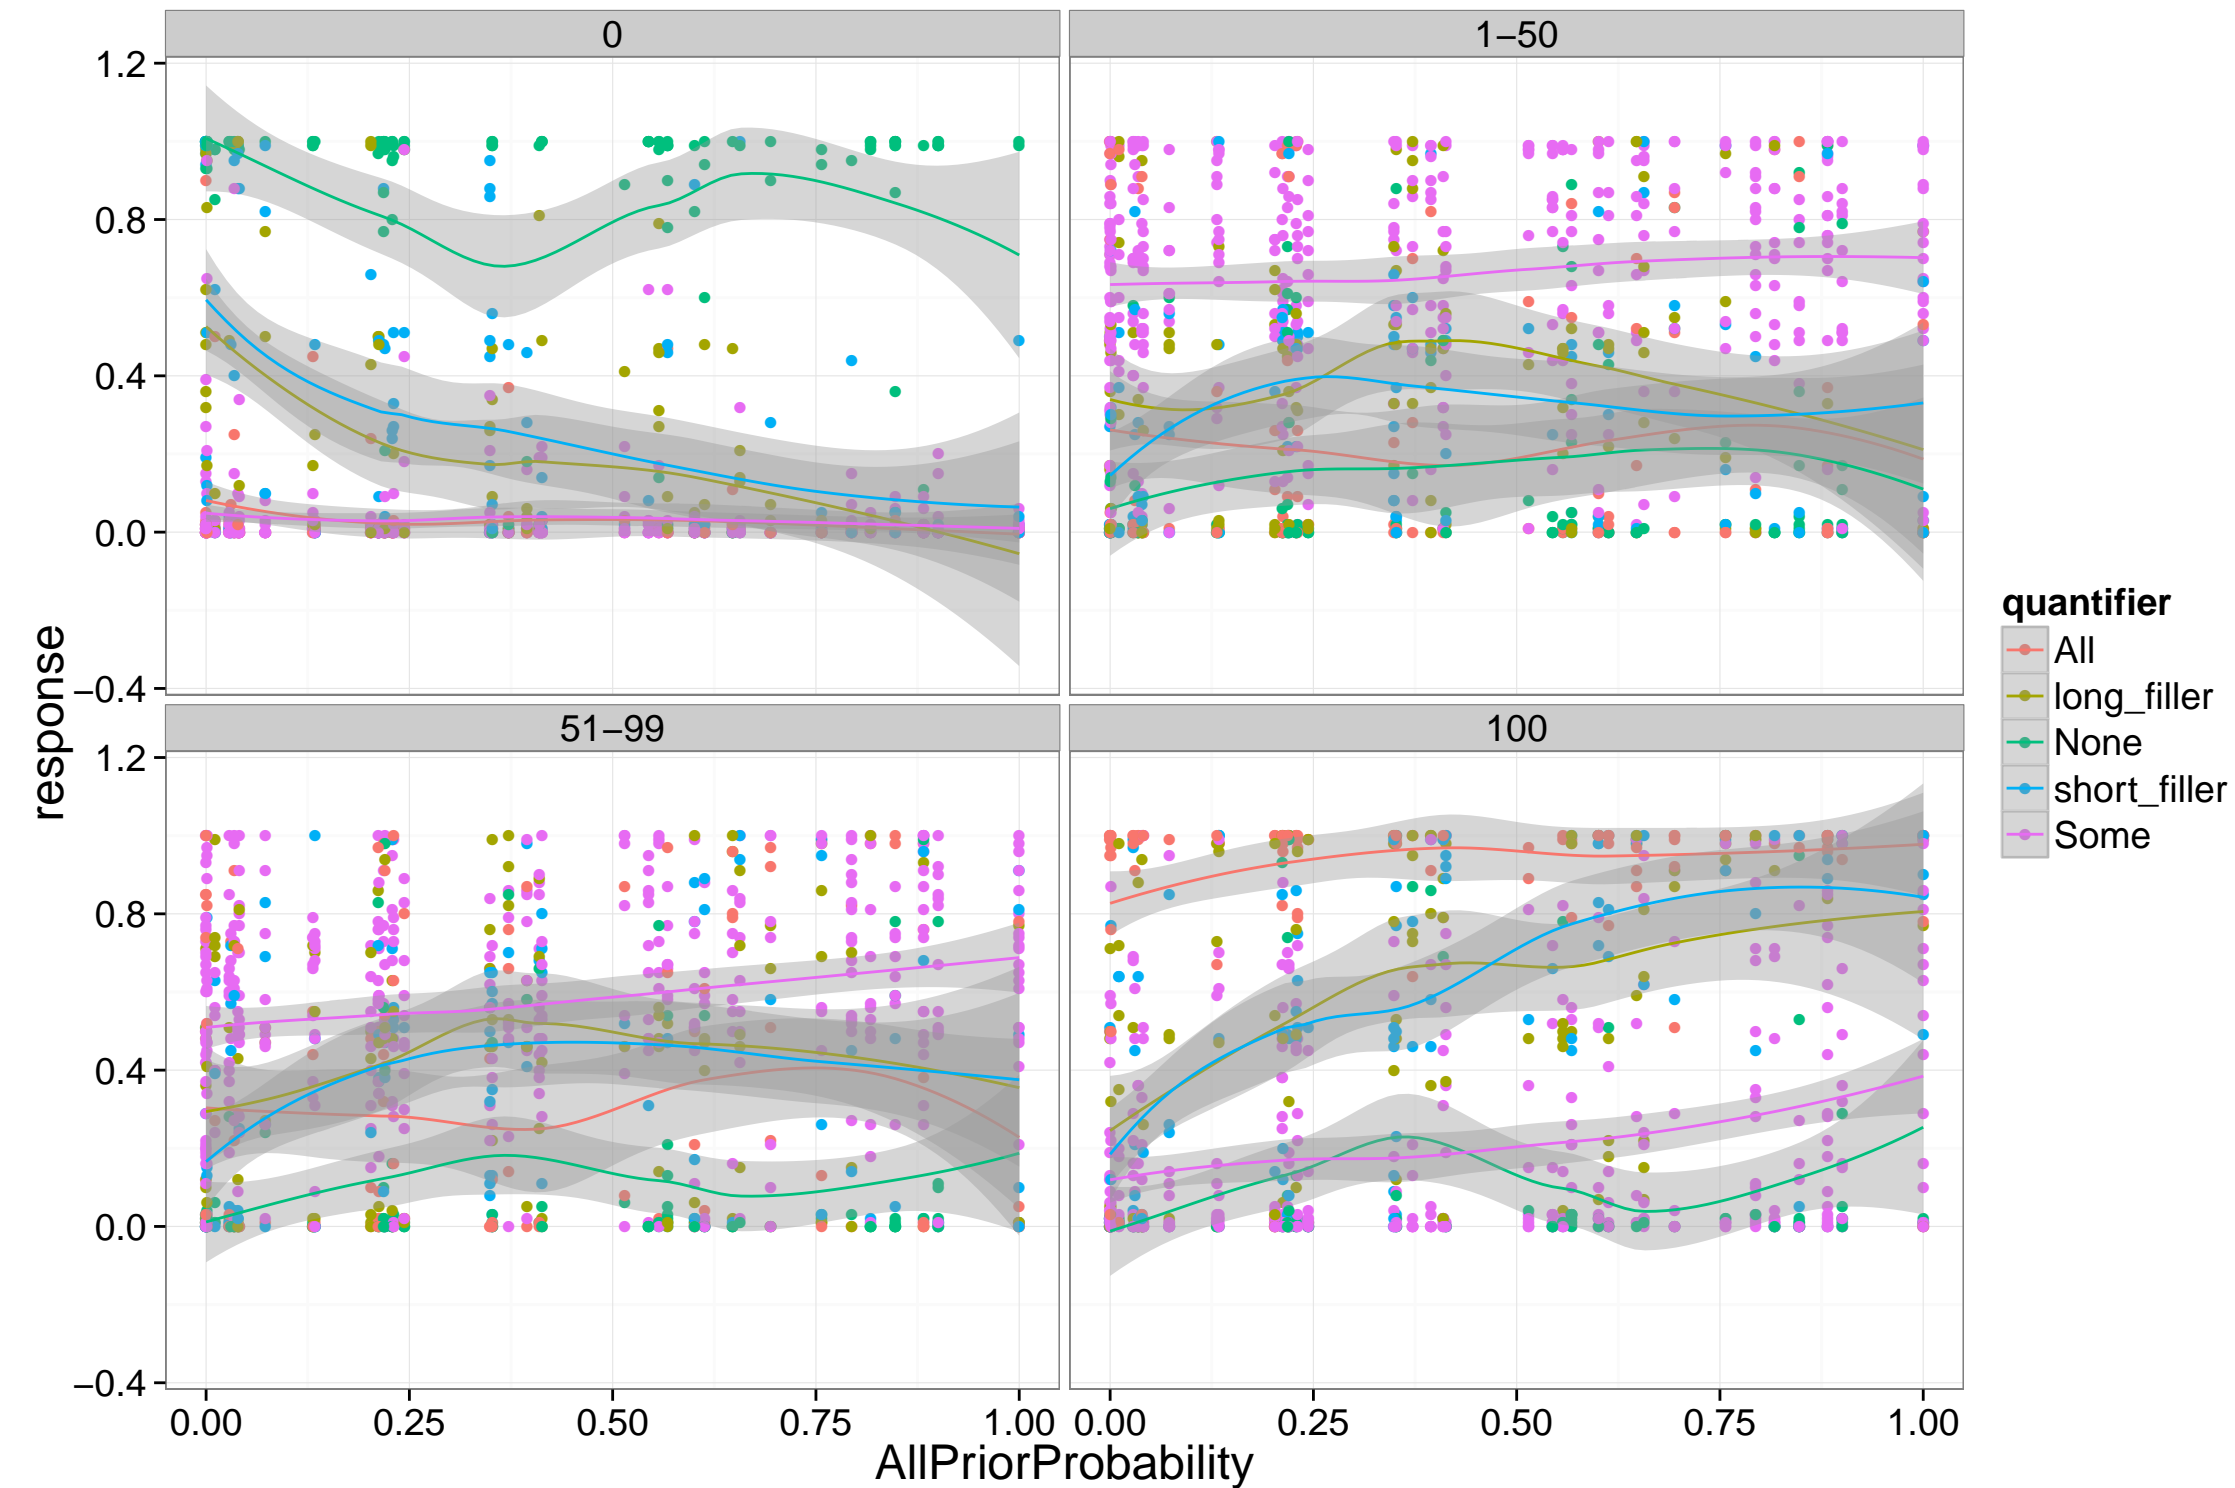 0
1–50
1.2
0.8
0.4
0.0
–0.4
51–99
100
1.2
0.8
0.4
0.0
–0.4
0.00 0.25 0.50 0.75 1.00 0.00 0.25 0.50 0.75 1.00
AllPriorProbability
response
quantifier
All
long_filler
None
short_filler
Some